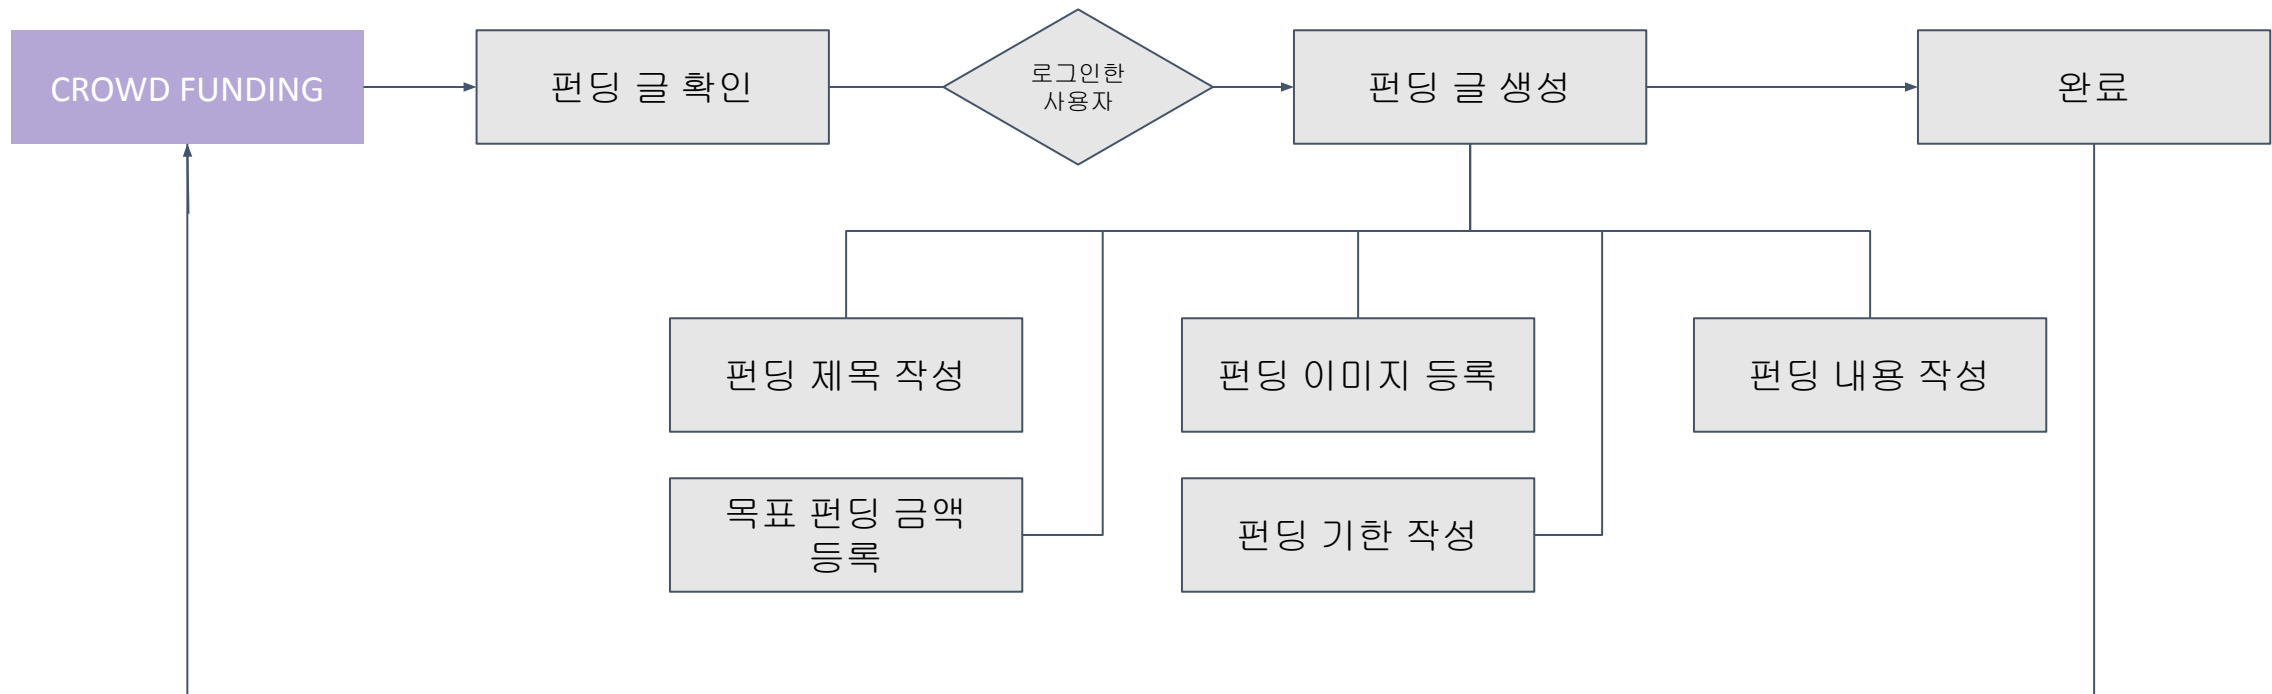 CROWD FUNDING
펀딩 글 확인
로그인한
사용자
펀딩 글 생성
완료
펀딩 제목 작성
펀딩 이미지 등록
펀딩 내용 작성
목표 펀딩 금액
등록
펀딩 기한 작성